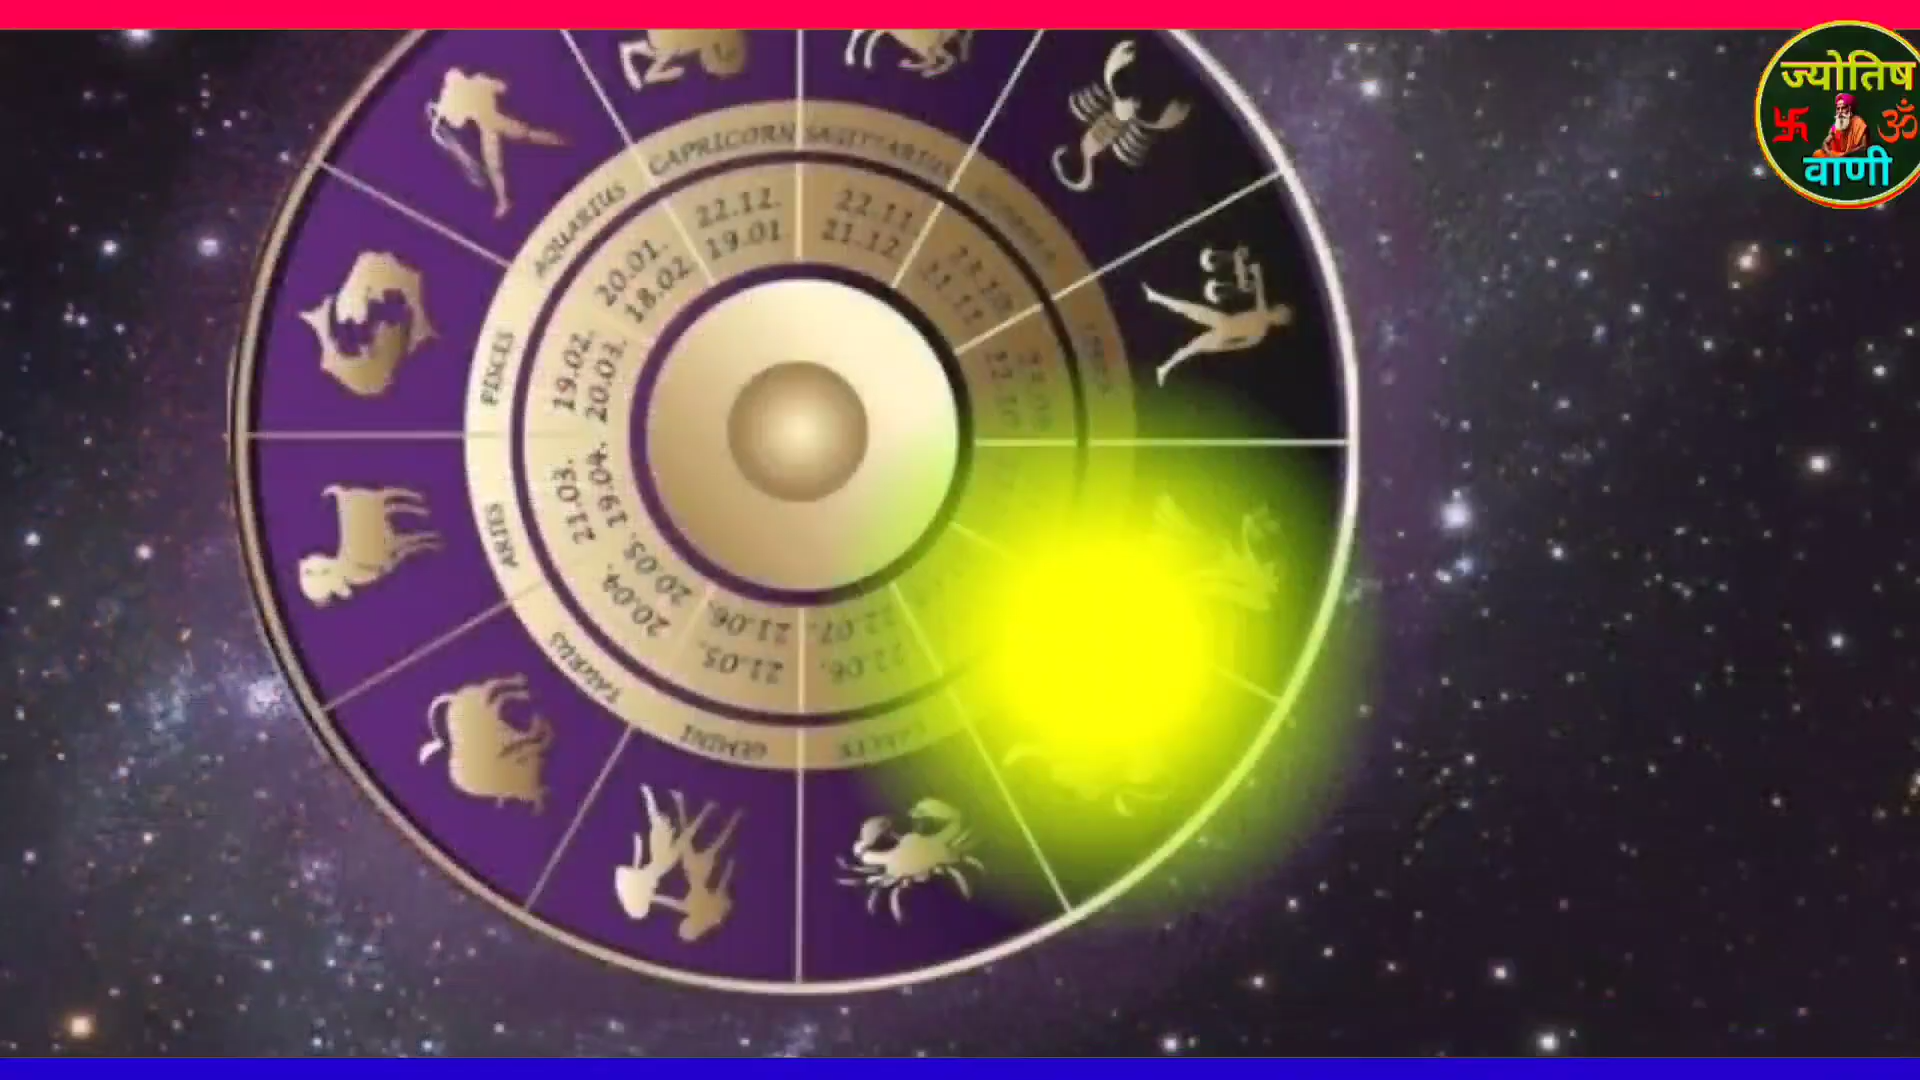 ज्योतिष
वाणी
CAPRICORN
SAGITTARIUS
AQUARIUS
PISCES
ARIES
TAURUS
GEMINI
22.12.
19.01.
22.11.
21.12.
20.01.
18.02.
19.02.
20.03.
21.03.
19.04.
20.04.
20.05.
21.05.
21.06.
22.06.
22.07.